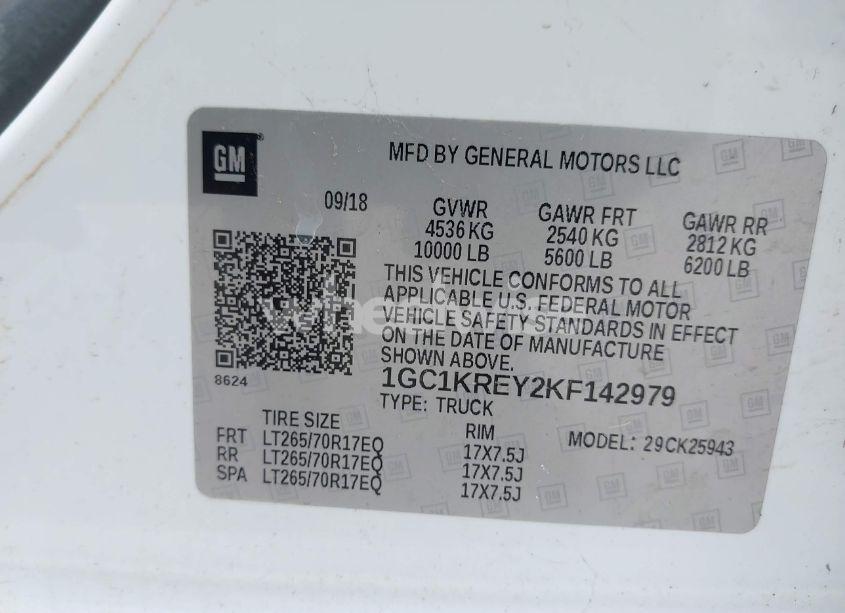 GM
MFD BY GENERAL MOTORS LLC
09/18
GVWR
4536 KG
10000 LB
GAWR FRT
2540 KG
5600 LB
GAWR RR
2812 KG
6200 LB
THIS VEHICLE CONFORMS TO ALL
APPLICABLE U.S. FEDERAL MOTOR
VEHICLE SAFETY STANDARDS IN EFFECT
ON THE DATE OF MANUFACTURE
SHOWN ABOVE.
8624
1GC1KREY2KF142979
TYPE: TRUCK
MODEL: 29CK25943
TIRE SIZE RIM
FRT LT265/70R17EQ 17X7.5J
RR LT265/70R17EQ 17X7.5J
SPA LT265/70R17EQ 17X7.5J